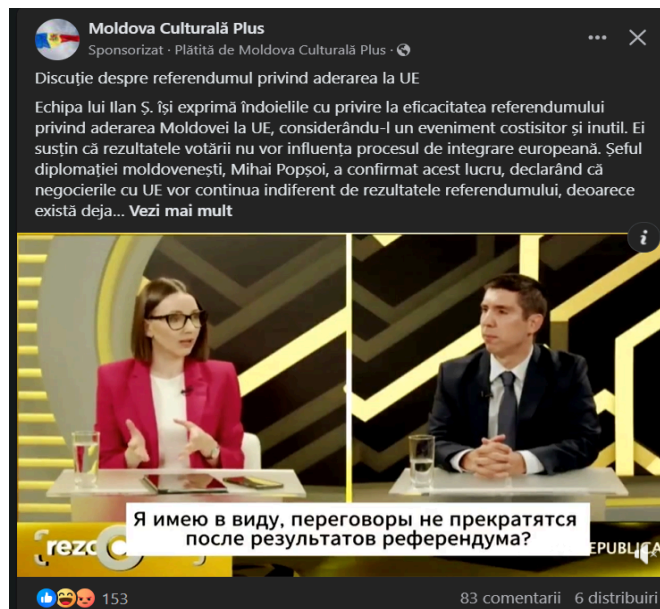 Moldova Culturală Plus
Sponsorizat · Plătită de Moldova Culturală Plus ·
Discuție despre referendumul privind aderarea la UE
Echipa lui Ilan Ș. își exprimă îndoielile cu privire la eficacitatea referendumului
privind aderarea Moldovei la UE, considerându-l un eveniment costisitor și inutil. Ei
susțin că rezultatele votării nu vor influența procesul de integrare europeană. Șeful
diplomației moldovenești, Mihai Popșoi, a confirmat acest lucru, declarând că
negocierile cu UE vor continua indiferent de rezultatele referendumului, deoarece
există deja... Vezi mai mult
Я имею в виду, переговоры не прекратятся
после результатов референдума?
153
83 comentarii 6 distribuiri